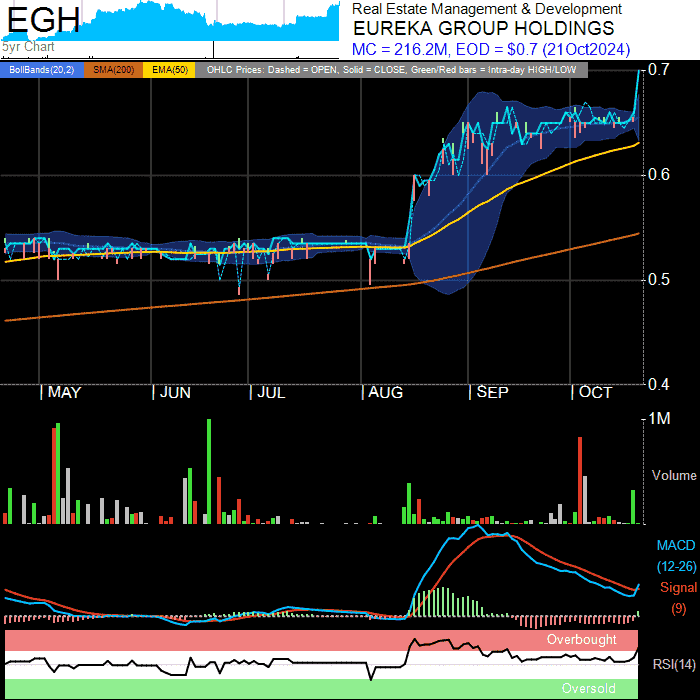 EGH
5yr Chart
Real Estate Management & Development
EUREKA GROUP HOLDINGS
MC = 216.2M, EOD = $0.7 (21Oct2024)
BollBands(20,2) SMA(200) EMA(50) OHLC Prices: Dashed = OPEN, Solid = CLOSE, Green/Red bars = Intra-day HIGH/LOW
0.7
0.6
0.5
0.4
MAY JUN JUL AUG SEP OCT
1M
Volume
MACD
(12-26)
Signal
(9)
Overbought
RSI(14)
Oversold